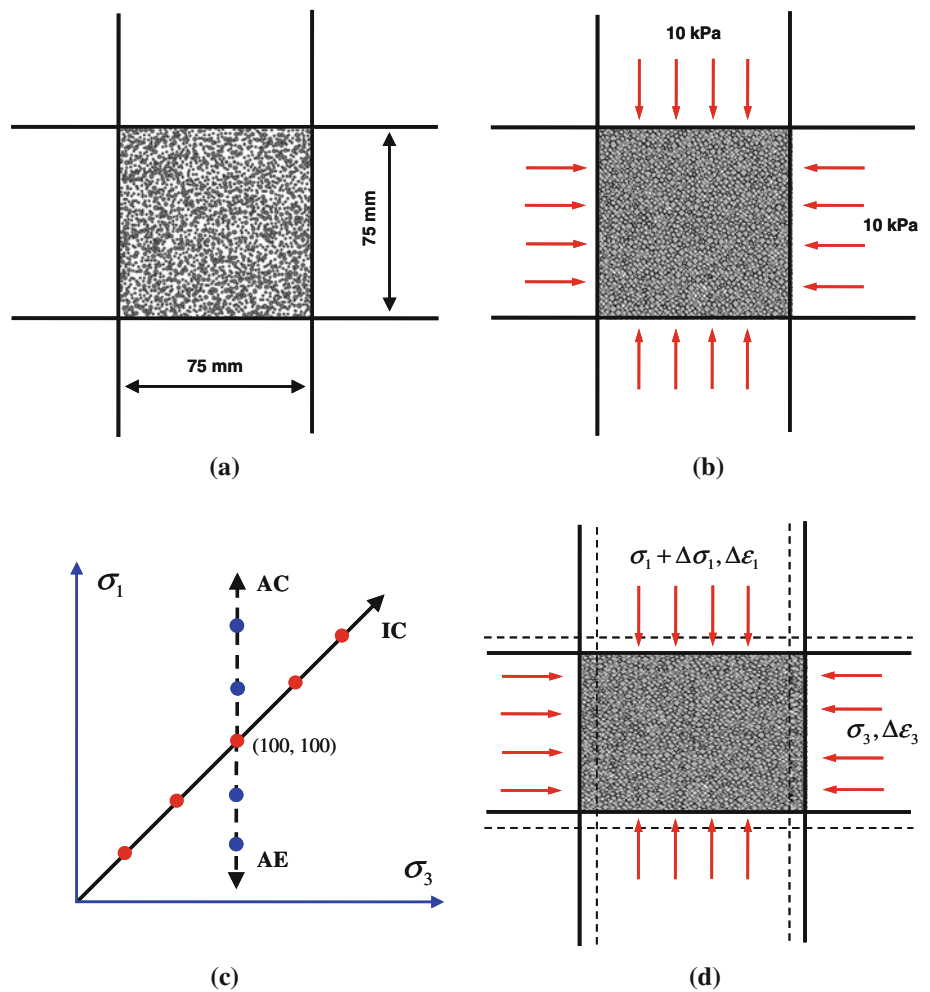 75 mm
75 mm
(a)
10 kPa
10 kPa
(b)
σ₁
AC
IC
(100, 100)
AE
σ₃
(c)
σ₁ + Δσ₁, Δε₁
σ₃, Δε₃
(d)